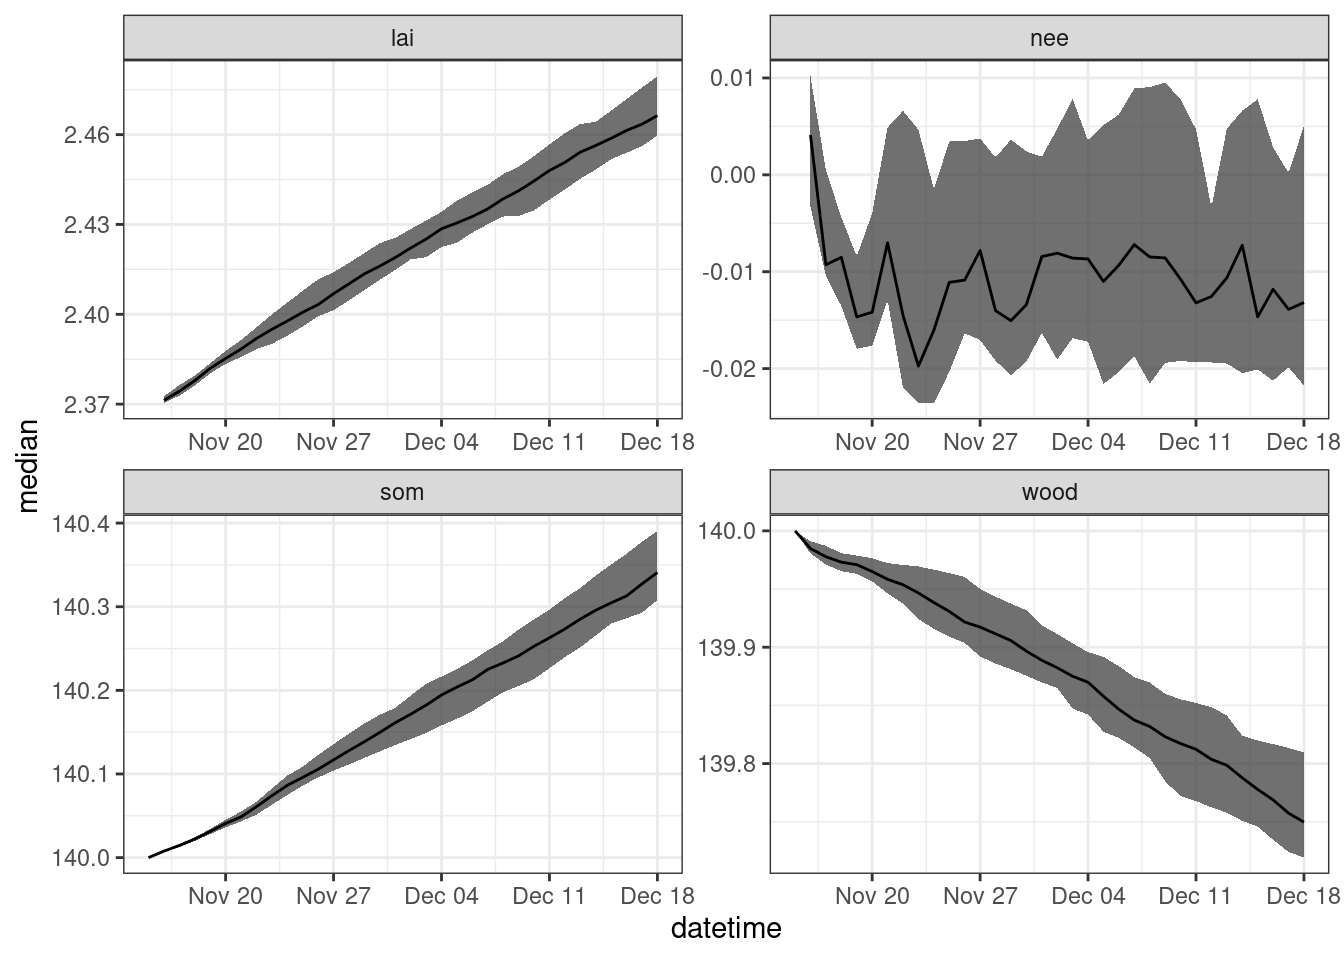 lai
nee
2.46
2.43
2.40
2.37
0.01
0.00
-0.01
-0.02
Nov 20 Nov 27 Dec 04 Dec 11 Dec 18
Nov 20 Nov 27 Dec 04 Dec 11 Dec 18
median
som
wood
140.4
140.3
140.2
140.1
140.0
140.0
139.9
139.8
Nov 20 Nov 27 Dec 04 Dec 11 Dec 18
Nov 20 Nov 27 Dec 04 Dec 11 Dec 18
datetime